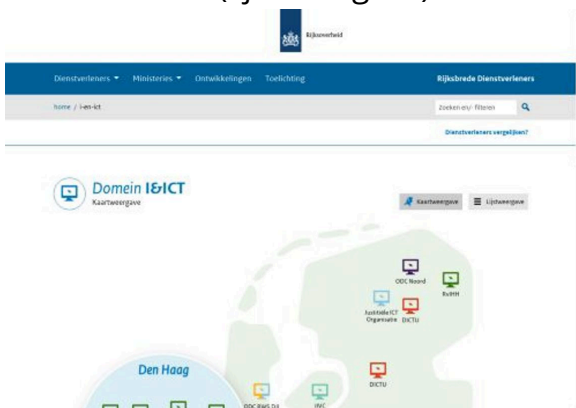 Rijksoverheid
Dienstverleners Ministeries Ontwikkelingen Toelichting Rijksbrede Dienstverleners
home / i-en-ict Zoeken en/- filteren
Dienstverleners vergelijken?
Domein I&ICT
Kaartweergave
Kaartweergave Lijstweergave
ODC Noord
RvIHH
Justitiële ICT
Organisatie DICTU
DICTU
Den Haag
IVC